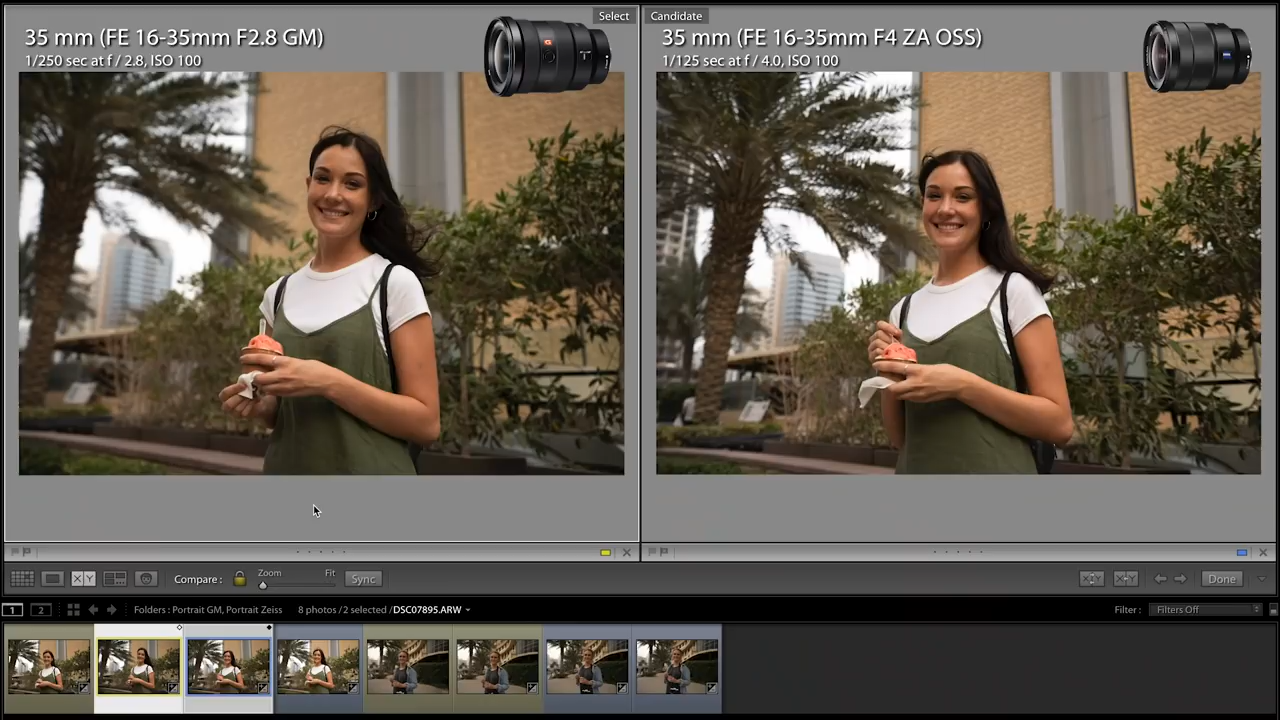 Select
35 mm (FE 16-35mm F2.8 GM)
1/250 sec at f / 2.8, ISO 100
Candidate
35 mm (FE 16-35mm F4 ZA OSS)
1/125 sec at f / 4.0, ISO 100
X Y
Compare :
Zoom
Fit
Sync
Done
1
2
Folders : Portrait GM, Portrait Zeiss
8 photos / 2 selected / DSC07895.ARW
Filter :
Filters Off